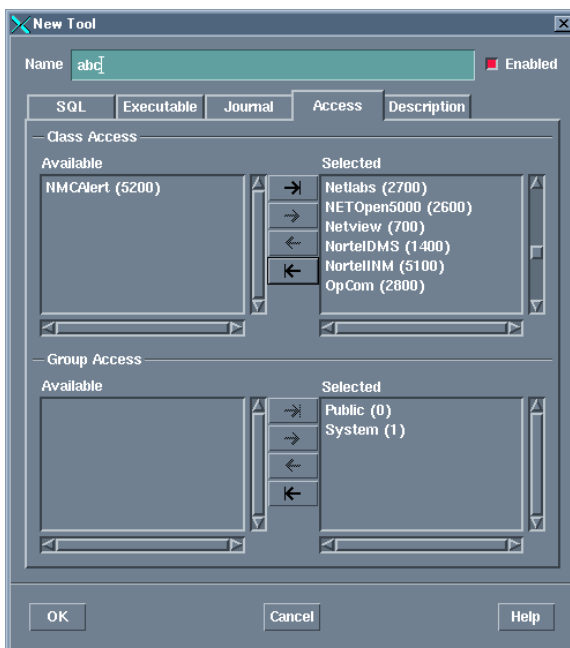 New Tool
Name abc Enabled
SQL Executable Journal Access Description
Class Access
Available Selected
NMCAlert (5200)
Netlabs (2700)
NETOpen5000 (2600)
Netview (700)
NortelDMS (1400)
NortelINM (5100)
OpCom (2800)
Group Access
Available Selected
Public (0)
System (1)
OK Cancel Help